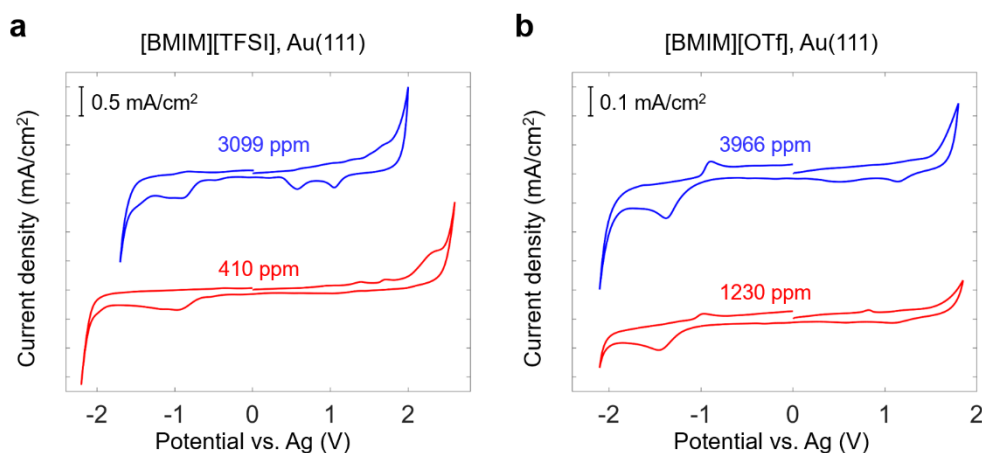 a
[BMIM][TFSI], Au(111)
0.5 mA/cm²
3099 ppm
410 ppm
Current density (mA/cm²)
-2 -1 0 1 2
Potential vs. Ag (V)
b
[BMIM][OTf], Au(111)
0.1 mA/cm²
3966 ppm
1230 ppm
Current density (mA/cm²)
-2 -1 0 1 2
Potential vs. Ag (V)